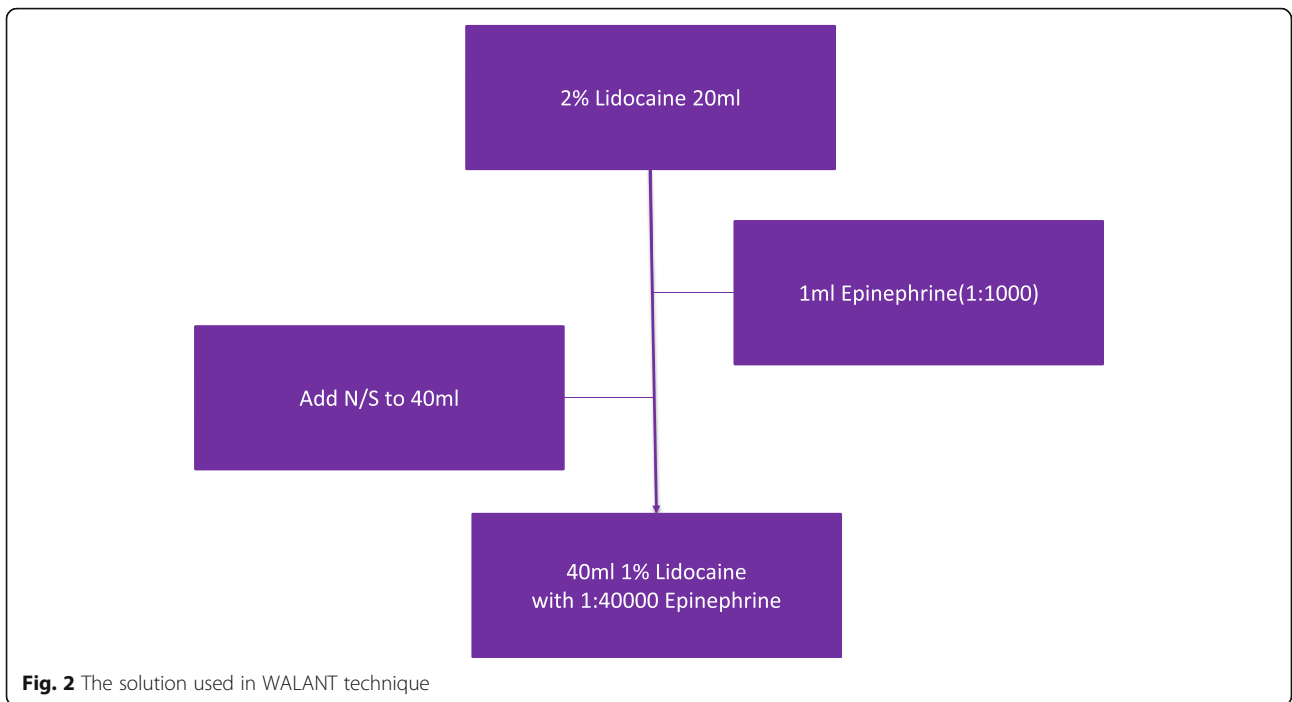 2% Lidocaine 20ml
1ml Epinephrine(1:1000)
Add N/S to 40ml
40ml 1% Lidocaine
with 1:40000 Epinephrine
Fig. 2 The solution used in WALANT technique